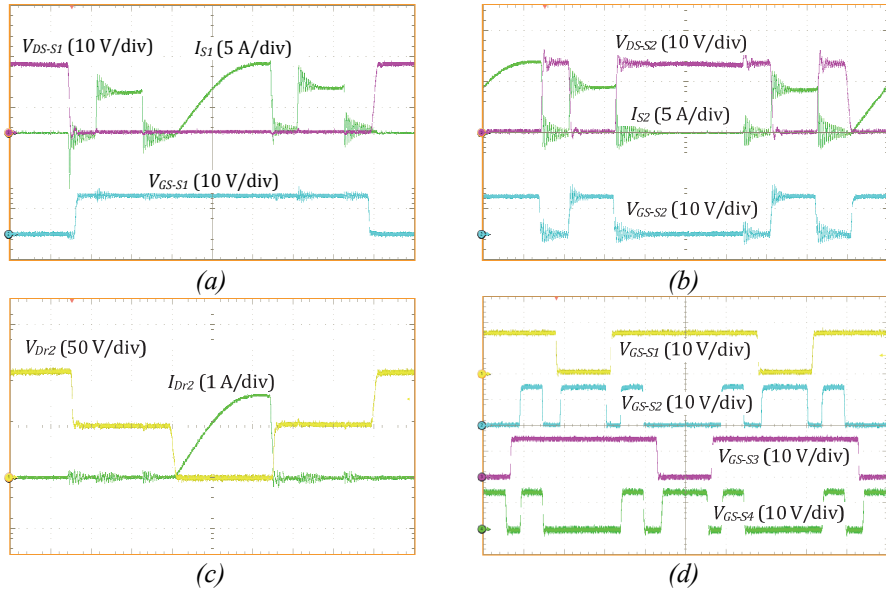 V_DS-S1 (10 V/div)
I_S1 (5 A/div)
V_GS-S1 (10 V/div)
(a)
V_DS-S2 (10 V/div)
I_S2 (5 A/div)
V_GS-S2 (10 V/div)
(b)
V_Dr2 (50 V/div)
I_Dr2 (1 A/div)
(c)
V_GS-S1 (10 V/div)
V_GS-S2 (10 V/div)
V_GS-S3 (10 V/div)
V_GS-S4 (10 V/div)
(d)